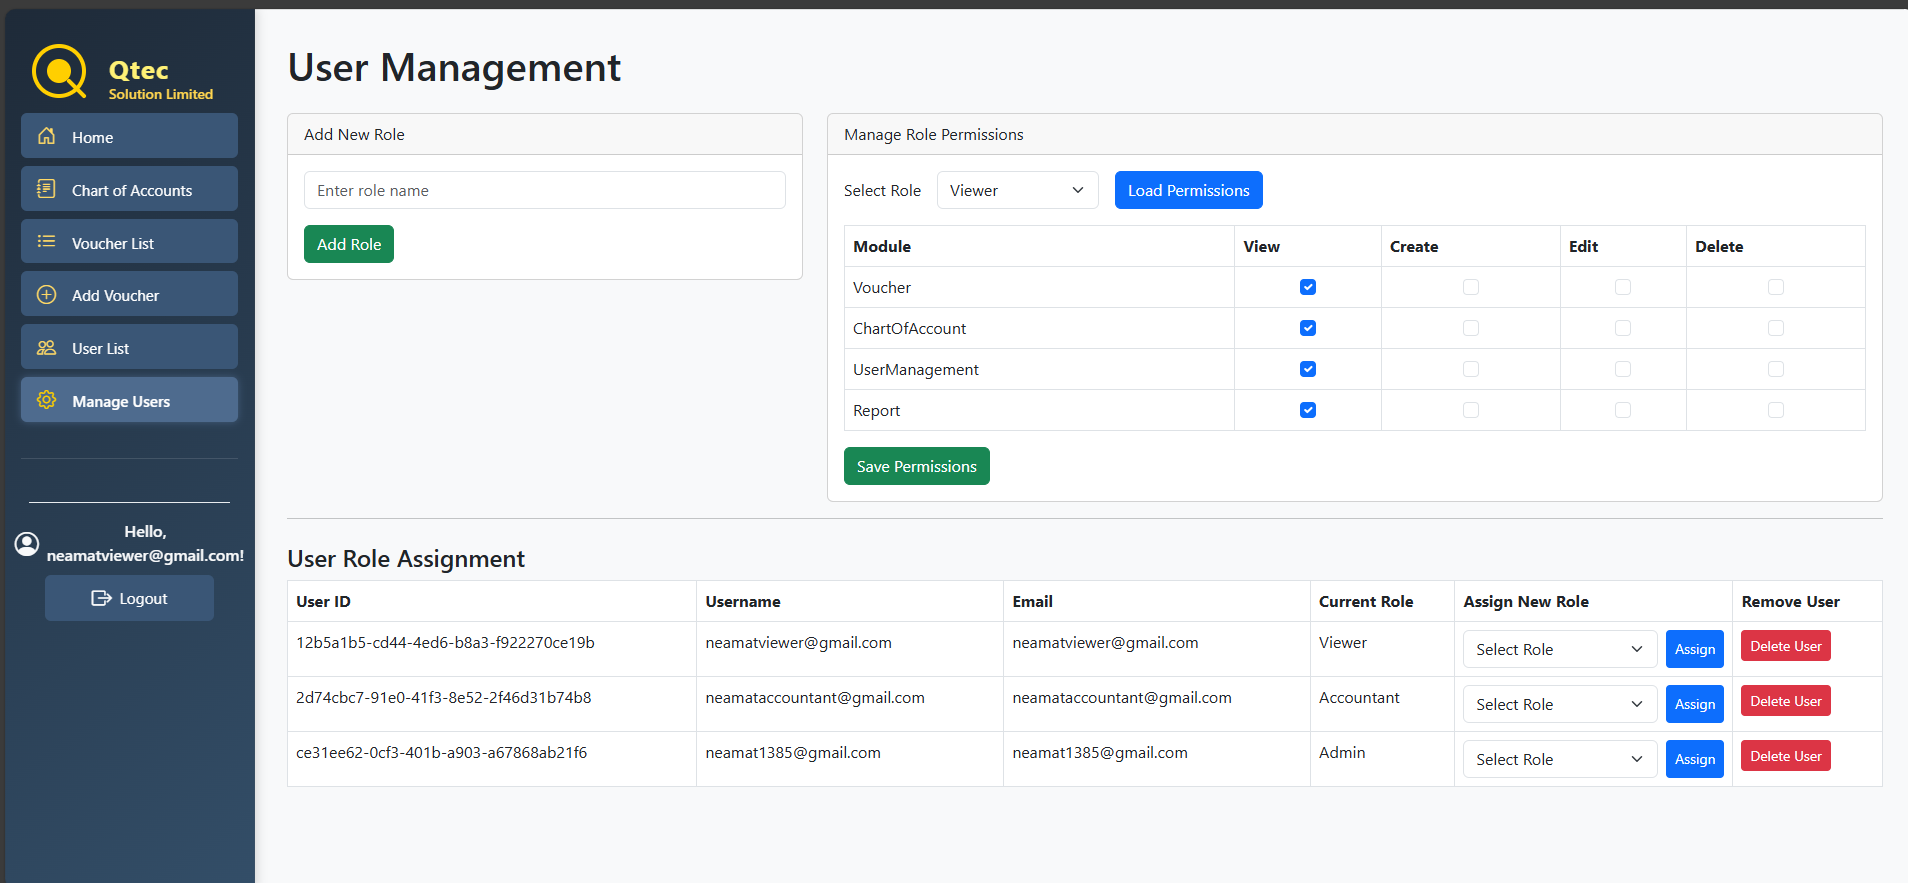 Qtec
Solution Limited
Home
Chart of Accounts
Voucher List
Add Voucher
User List
Manage Users
Hello,
neamatviewer@gmail.com!
Logout
User Management
Add New Role
Enter role name
Add Role
Manage Role Permissions
Select Role Viewer Load Permissions
Module View Create Edit Delete
Voucher
ChartOfAccount
UserManagement
Report
Save Permissions
User Role Assignment
User ID Username Email Current Role Assign New Role Remove User
12b5a1b5-cd44-4ed6-b8a3-f922270ce19b neamatviewer@gmail.com neamatviewer@gmail.com Viewer Select Role Assign Delete User
2d74cbc7-91e0-41f3-8e52-2f46d31b74b8 neamataccountant@gmail.com neamataccountant@gmail.com Accountant Select Role Assign Delete User
ce31ee62-0cf3-401b-a903-a67868ab21f6 neamat1385@gmail.com neamat1385@gmail.com Admin Select Role Assign Delete User